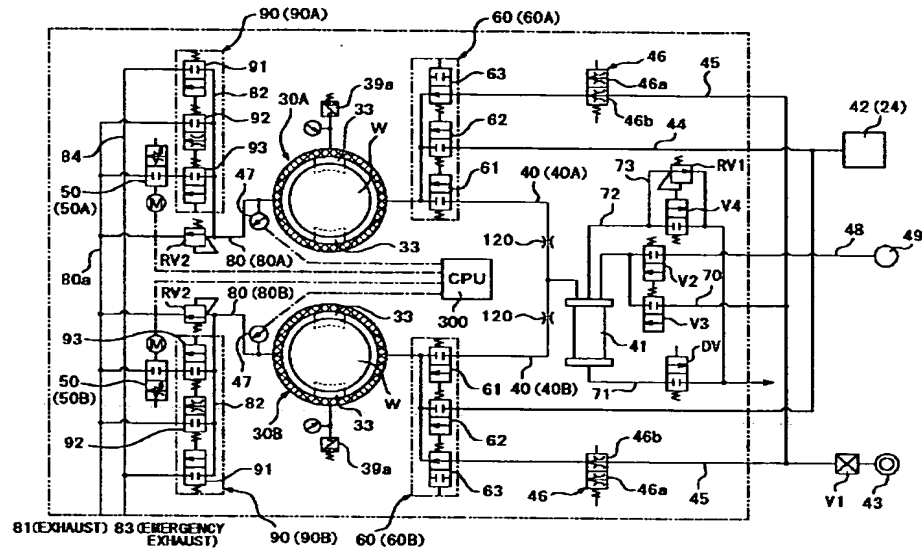 90 (90A)
60 (60A)
91
82
92
93
84
50
(50A)
M
RV2
47
80 (80A)
80a
30A
39a
33
W
33
63
62
61
46
46a
46b
45
44
42 (24)
40 (40A)
73
RV1
72
V4
120
48
49
V2
70
V3
CPU
300
120
41
DV
71
RV2
80 (80B)
93
M
50
(50B)
82
47
92
91
30B
33
W
33
39a
61
40 (40B)
62
63
46b
46
46a
45
V1
43
81 (EXHAUST)
83 (EMERGENCY
EXHAUST)
90 (90B)
60 (60B)